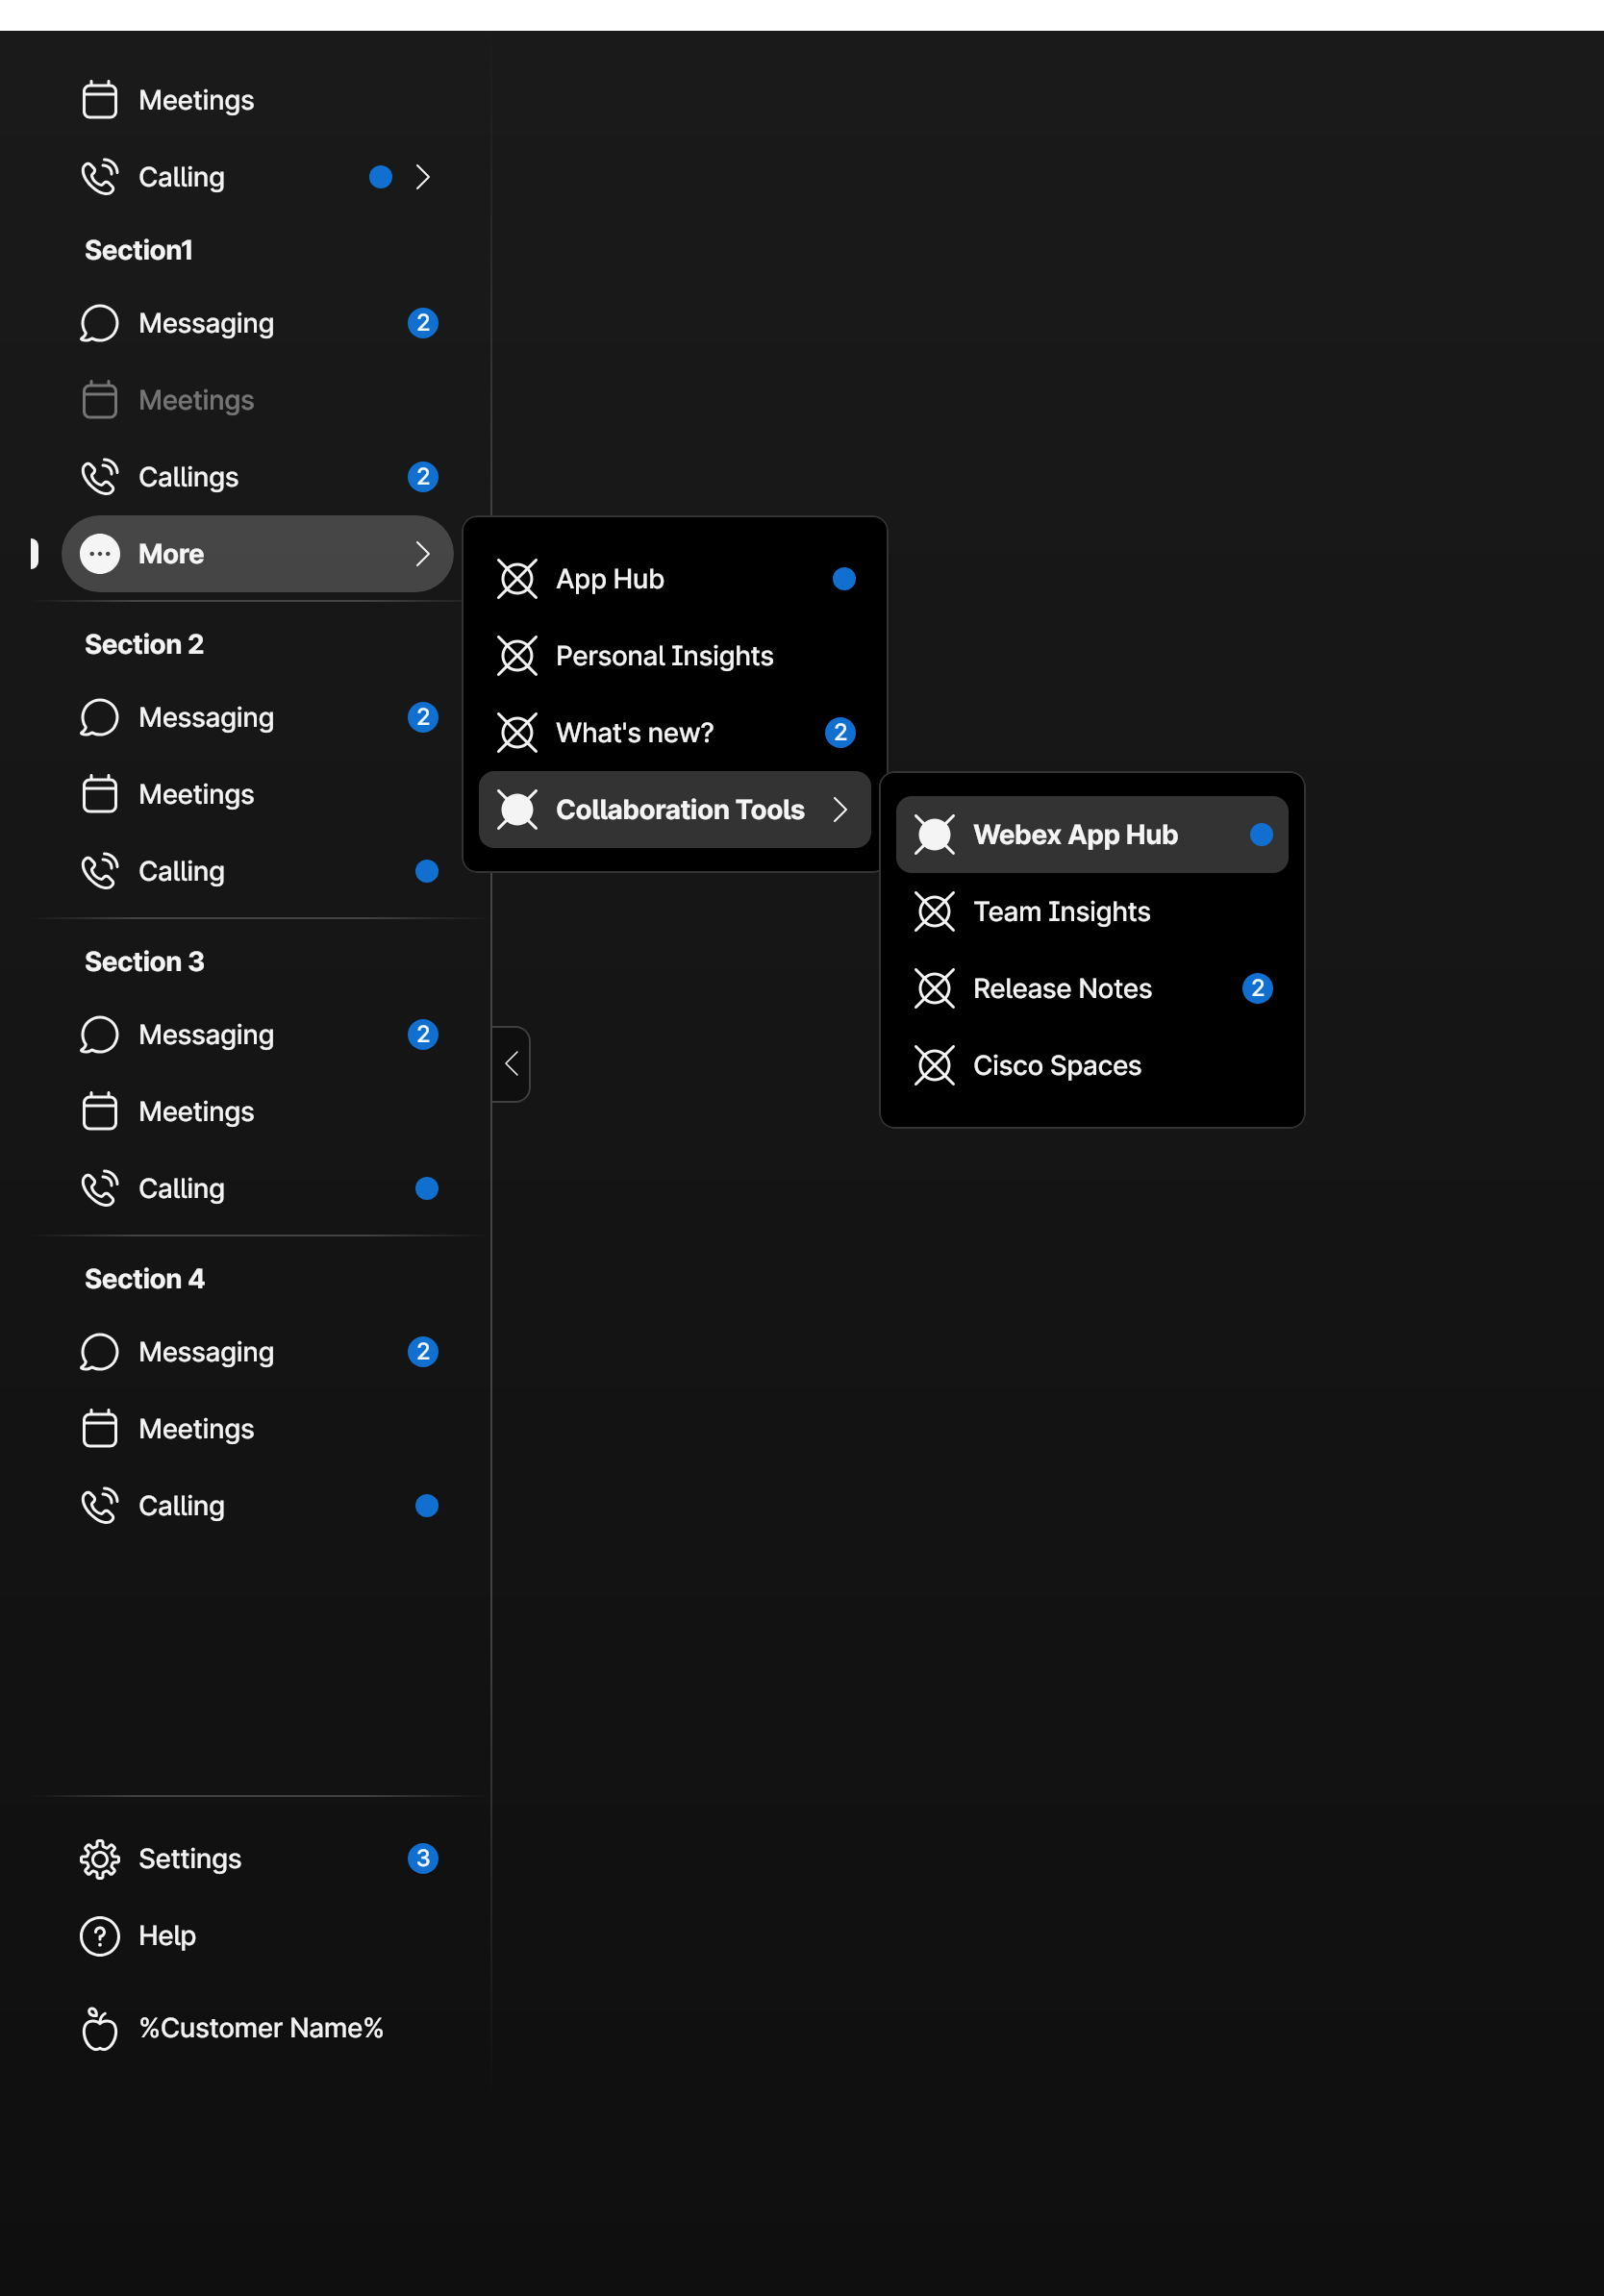 Meetings
Calling
Section1
Messaging 2
Meetings
Callings 2
More
Section 2
Messaging 2
Meetings
Calling
Section 3
Messaging 2
Meetings
Calling
Section 4
Messaging 2
Meetings
Calling
Settings 3
Help
%Customer Name%
App Hub
Personal Insights
What's new? 2
Collaboration Tools
Webex App Hub
Team Insights
Release Notes 2
Cisco Spaces